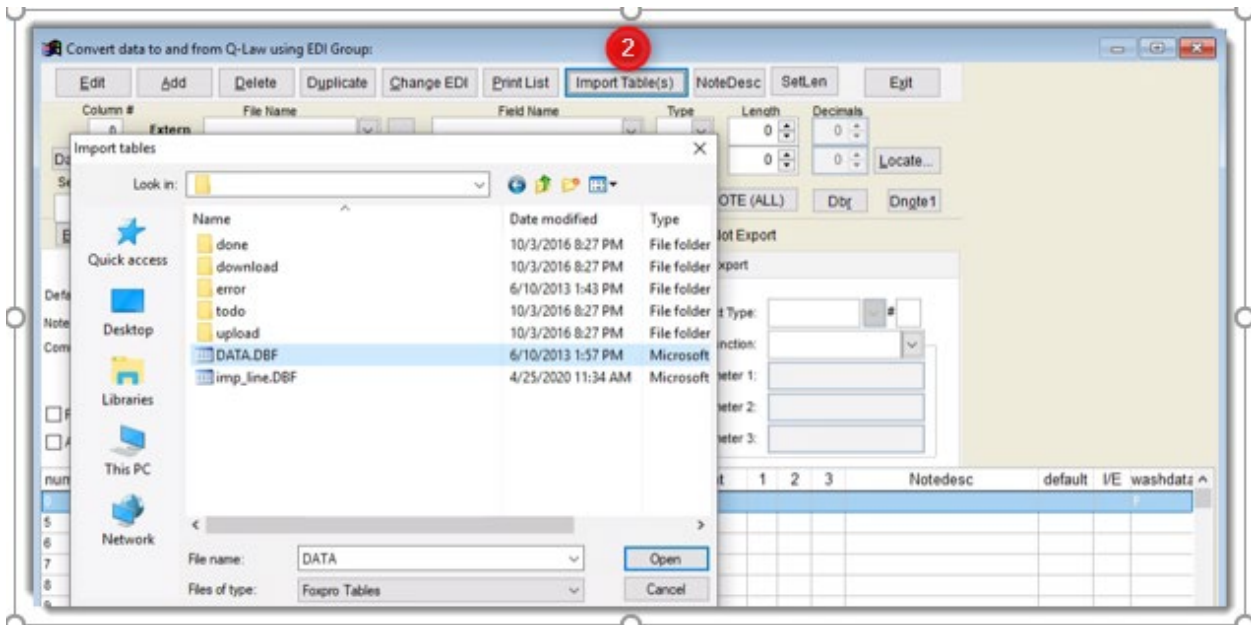 2
Convert data to and from Q-Law using EDI Group:
Edit Add Delete Duplicate Change EDI Print List Import Table(s) NoteDesc SetLen Exit
Column # File Name Field Name Type Length Decimals
0 Extern 0 0
Import tables
0 0 Locate...
Look in:
OTE (ALL) Dbr Dngte1
Name Date modified Type
done 10/3/2016 8:27 PM File folder
Not Export
download 10/3/2016 8:27 PM File folder
error 6/10/2013 1:43 PM File folder
todo 10/3/2016 8:27 PM File folder
t Type: #
upload 10/3/2016 8:27 PM File folder
DATA.DBF 6/10/2013 1:57 PM Microsoft
nction:
imp_line.DBF 4/25/2020 11:34 AM Microsoft
meter 1:
meter 2:
meter 3:
Quick access
Desktop
Libraries
This PC
Network
num 1 2 3 Notedesc default I/E washdata
5
6
7
8
9
File name: DATA Open
Files of type: Foxpro Tables Cancel